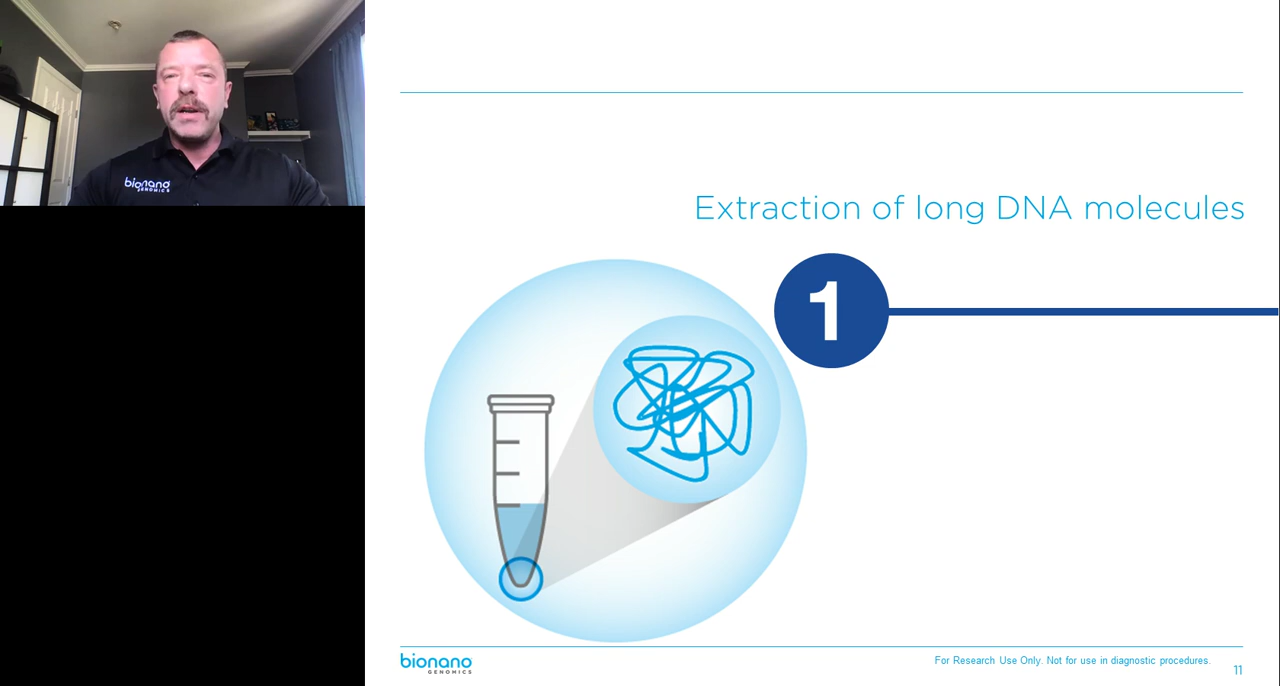 bionano
GENOMICS
Extraction of long DNA molecules
1
bionano
GENOMICS
For Research Use Only. Not for use in diagnostic procedures.
11